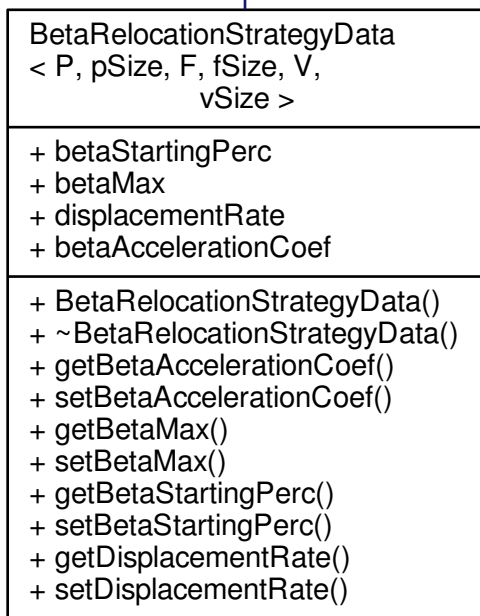 BetaRelocationStrategyData
< P, pSize, F, fSize, V,
vSize >
+ betaStartingPerc
+ betaMax
+ displacementRate
+ betaAccelerationCoef
+ BetaRelocationStrategyData()
+ ~BetaRelocationStrategyData()
+ getBetaAccelerationCoef()
+ setBetaAccelerationCoef()
+ getBetaMax()
+ setBetaMax()
+ getBetaStartingPerc()
+ setBetaStartingPerc()
+ getDisplacementRate()
+ setDisplacementRate()